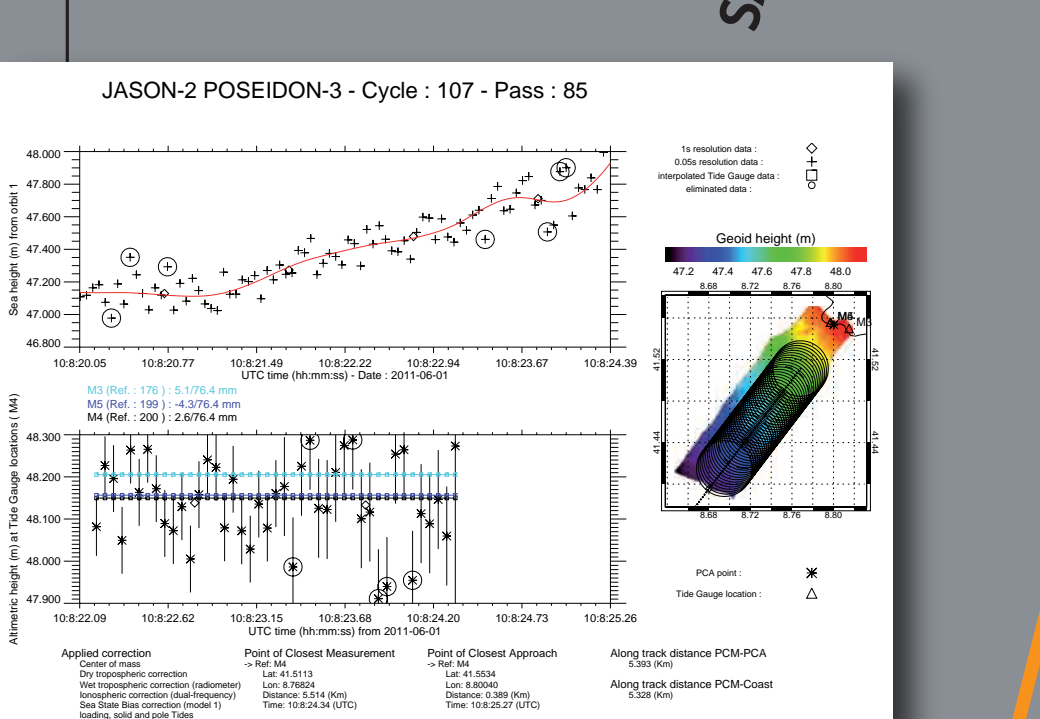 JASON-2 POSEIDON-3 - Cycle : 107 - Pass : 85
Sea height (m) from orbit 1
48.000
47.800
47.600
47.400
47.200
47.000
46.800
10:8:20.05 10:8:20.77 10:8:21.49 10:8:22.22 10:8:22.94 10:8:23.67 10:8:24.39
UTC time (hh:mm:ss) - Date : 2011-06-01
1s resolution data :
0.05s resolution data :
interpolated Tide Gauge data :
eliminated data :
Geoid height (m)
47.2 47.4 47.6 47.8 48.0
8.68 8.72 8.76 8.80
M3
41.52 41.52
41.44 41.44
8.68 8.72 8.76 8.80
M3 (Ref. : 176 ) : 5.1/76.4 mm
M5 (Ref. : 199 ) : -4.3/76.4 mm
M4 (Ref. : 200 ) : 2.6/76.4 mm
Altimetric height (m) at Tide Gauge locations ( M4)
48.300
48.200
48.100
48.000
47.900
10:8:22.09 10:8:22.62 10:8:23.15 10:8:23.68 10:8:24.20 10:8:24.73 10:8:25.26
UTC time (hh:mm:ss) from 2011-06-01
PCA point :
Tide Gauge location :
Applied correction
Center of mass
Dry tropospheric correction
Wet tropospheric correction (radiometer)
Ionospheric correction (dual-frequency)
Sea State Bias correction (model 1)
loading, solid and pole Tides
Point of Closest Measurement
-> Ref: M4
Lat: 41.5113
Lon: 8.76824
Distance: 5.514 (Km)
Time: 10:8:24.34 (UTC)
Point of Closest Approach
-> Ref: M4
Lat: 41.5534
Lon: 8.80040
Distance: 0.389 (Km)
Time: 10:8:25.27 (UTC)
Along track distance PCM-PCA
5.393 (Km)
Along track distance PCM-Coast
5.328 (Km)